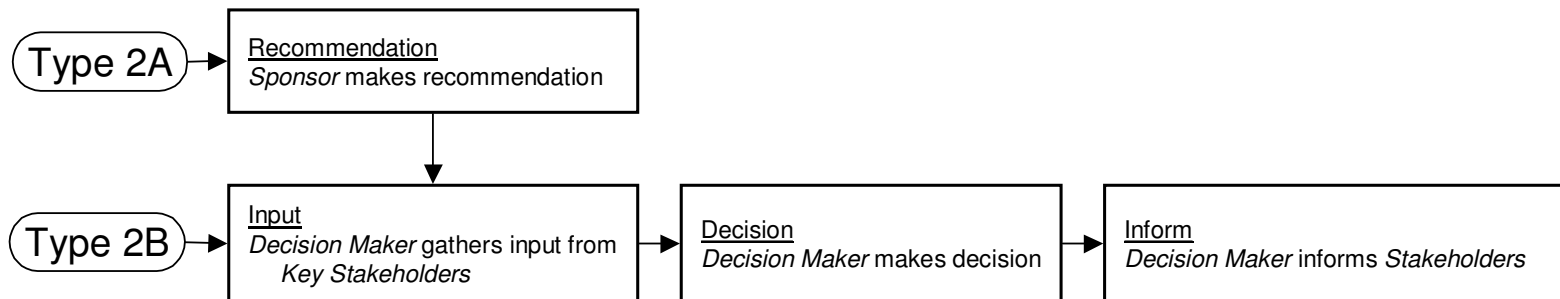 Type 2A
Recommendation
Sponsor makes recommendation
Type 2B
Input
Decision Maker gathers input from
Key Stakeholders
Decision
Decision Maker makes decision
Inform
Decision Maker informs Stakeholders